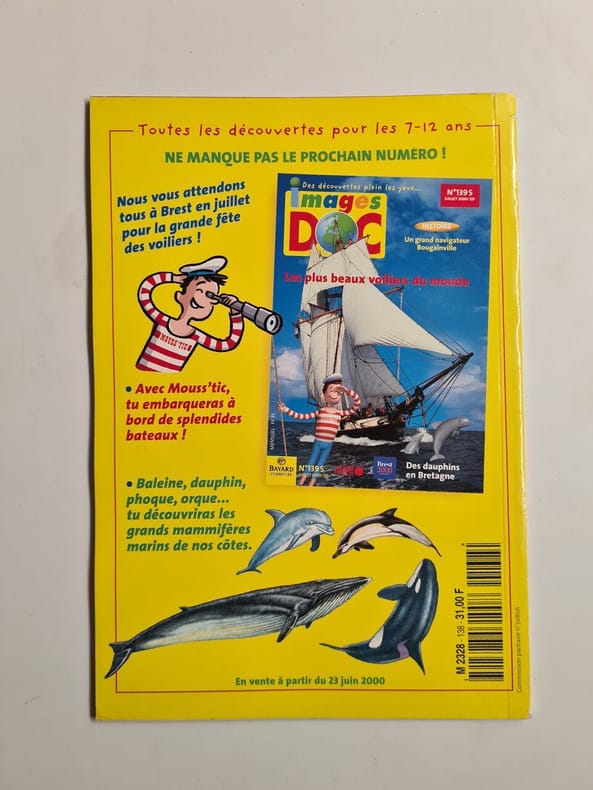 Toutes les découvertes pour les 7-12 ans
NE MANQUE PAS LE PROCHAIN NUMÉRO !
Nous vous attendons
tous à Brest en juillet
pour la grande fête
des voiliers !
MOUSS'TIC
• Avec Mouss'tic,
tu embarqueras à
bord de splendides
bateaux !
• Baleine, dauphin,
phoque, orque...
tu découvriras les
grands mammifères
marins de nos côtes.
Des découvertes plein les yeux...
images
DOC
N°139 S
HISTOIRE
Un grand navigateur
Bougainville
Les plus beaux voiliers du monde
BAYARD
N°139 S
Brest
2000
Des dauphins
en Bretagne
En vente à partir du 23 juin 2000
M 2328 - 138 - 31,00 F